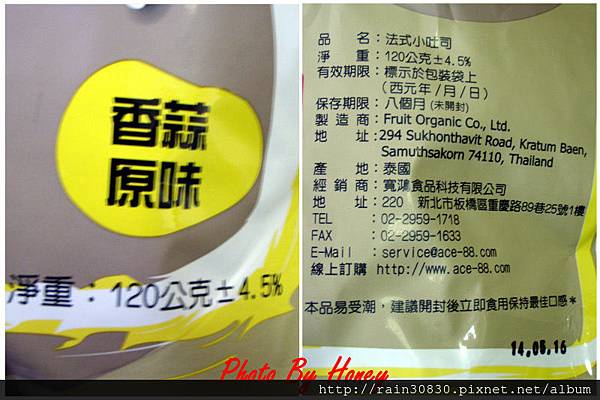 香蒜
原味
淨重：120公克±4.5%
品　　名：法式小吐司
淨　　重：120公克±4.5%
有效期限：標示於包裝袋上
（西元年/月/日）
保存期限：八個月(未開封)
製 造 商：Fruit Organic Co., Ltd.
地　　址:294 Sukhonthavit Road, Kratum Baen,
Samuthsakorn 74110, Thailand
產　　地:泰國
經 銷 商：寬鴻食品科技有限公司
地　　址:220　新北市板橋區重慶路89巷25號1樓
TEL　　:02-2959-1718
FAX　　:02-2959-1633
E-Mail　:service@ace-88.com
線上訂購 http://www.ace-88.com
本品易受潮，建議開封後立即食用保持最佳口感*
14.05.16
Photo By Honey
http://rain30830.pixnet.net/album